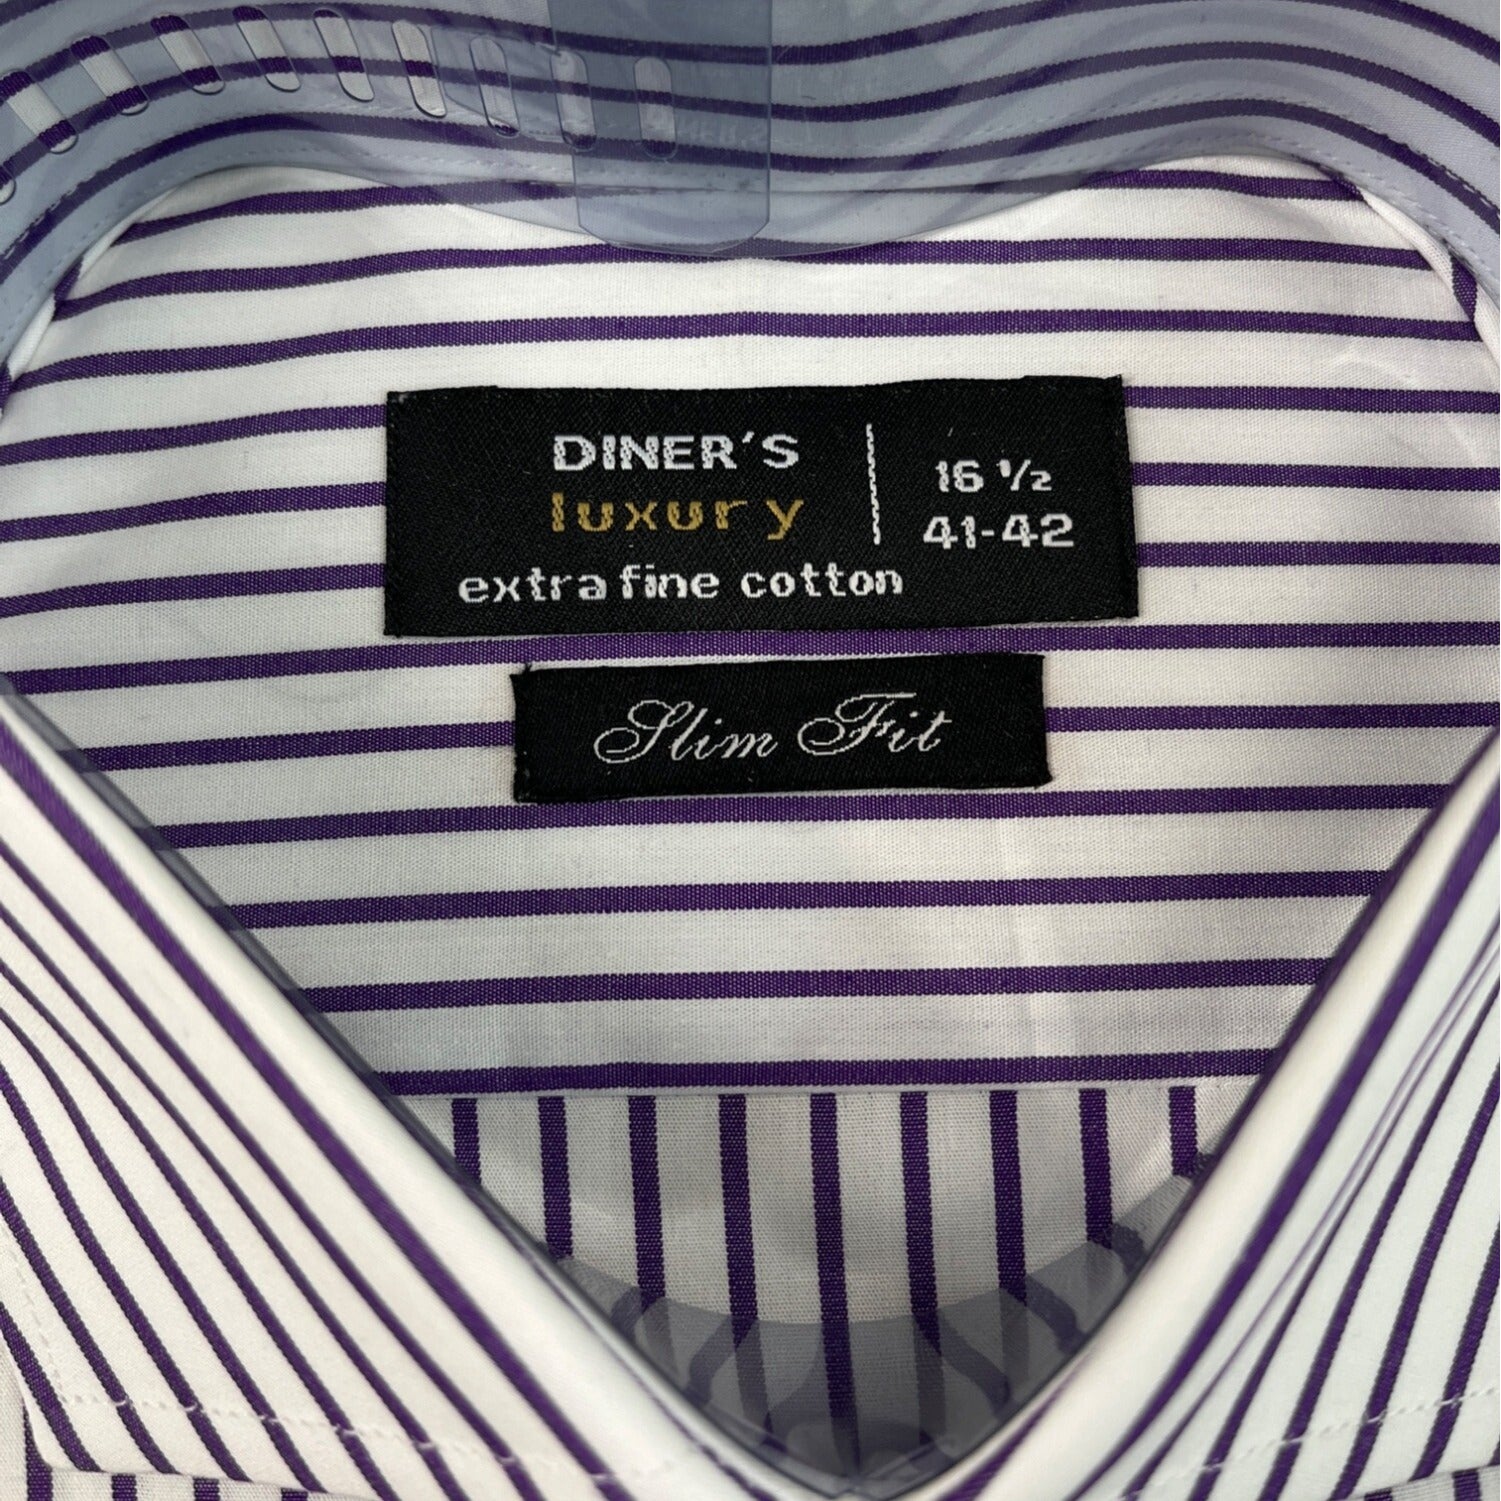 DINER'S
luxury
extra fine cotton
16 ½
41-42
Slim Fit